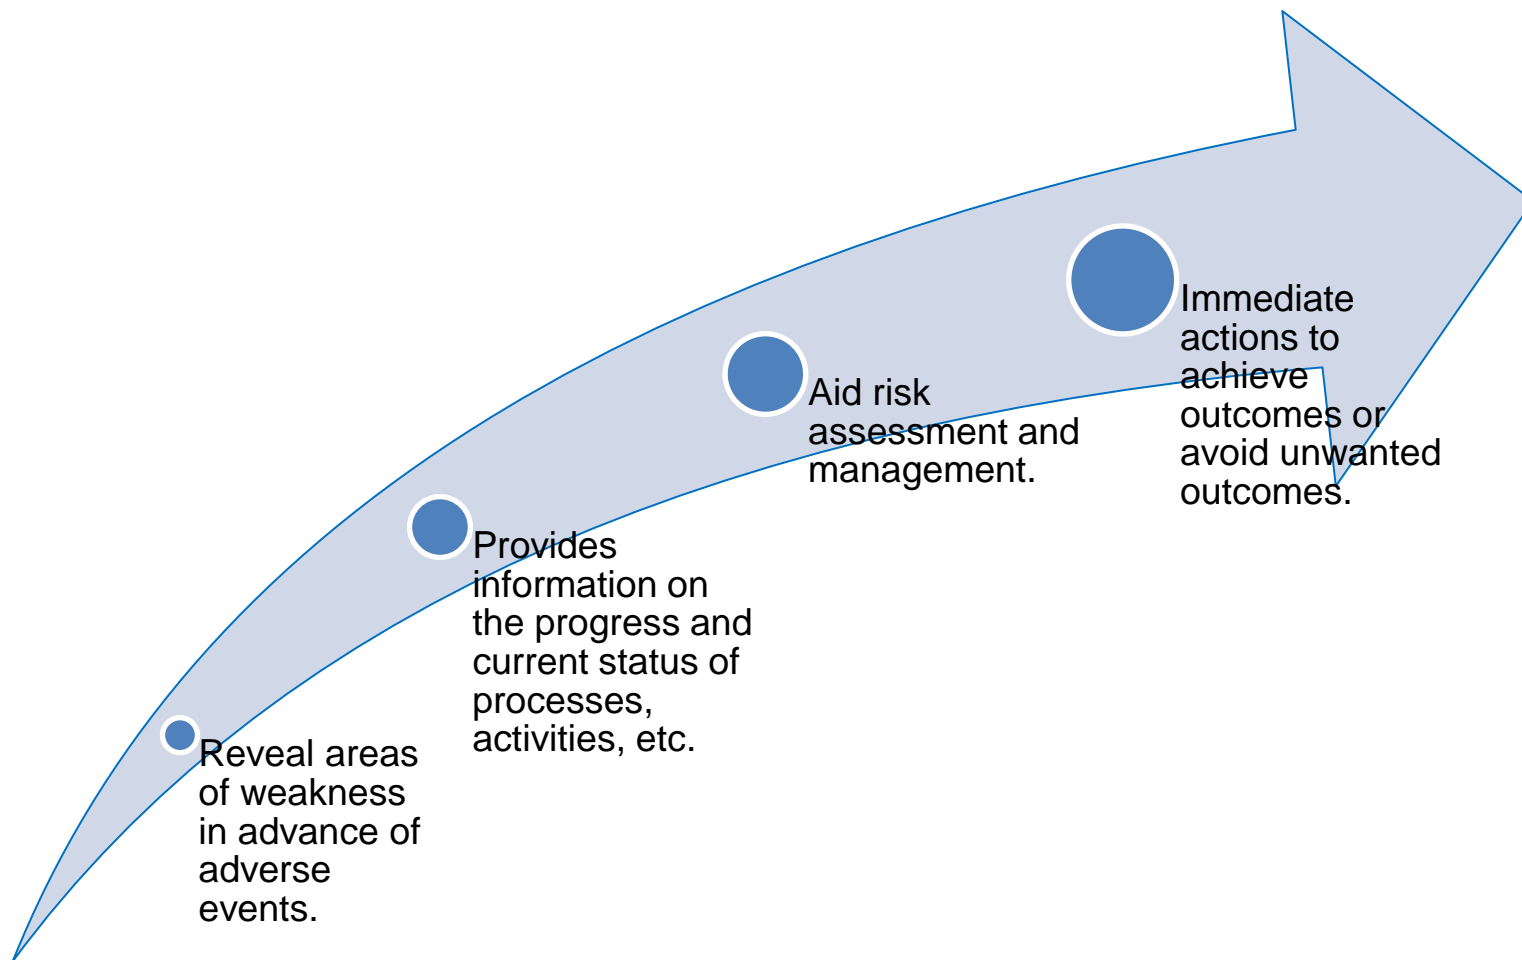 Reveal areas
of weakness
in advance of
adverse
events.
Provides
information on
the progress and
current status of
processes,
activities, etc.
Aid risk
assessment and
management.
Immediate
actions to
achieve
outcomes or
avoid unwanted
outcomes.